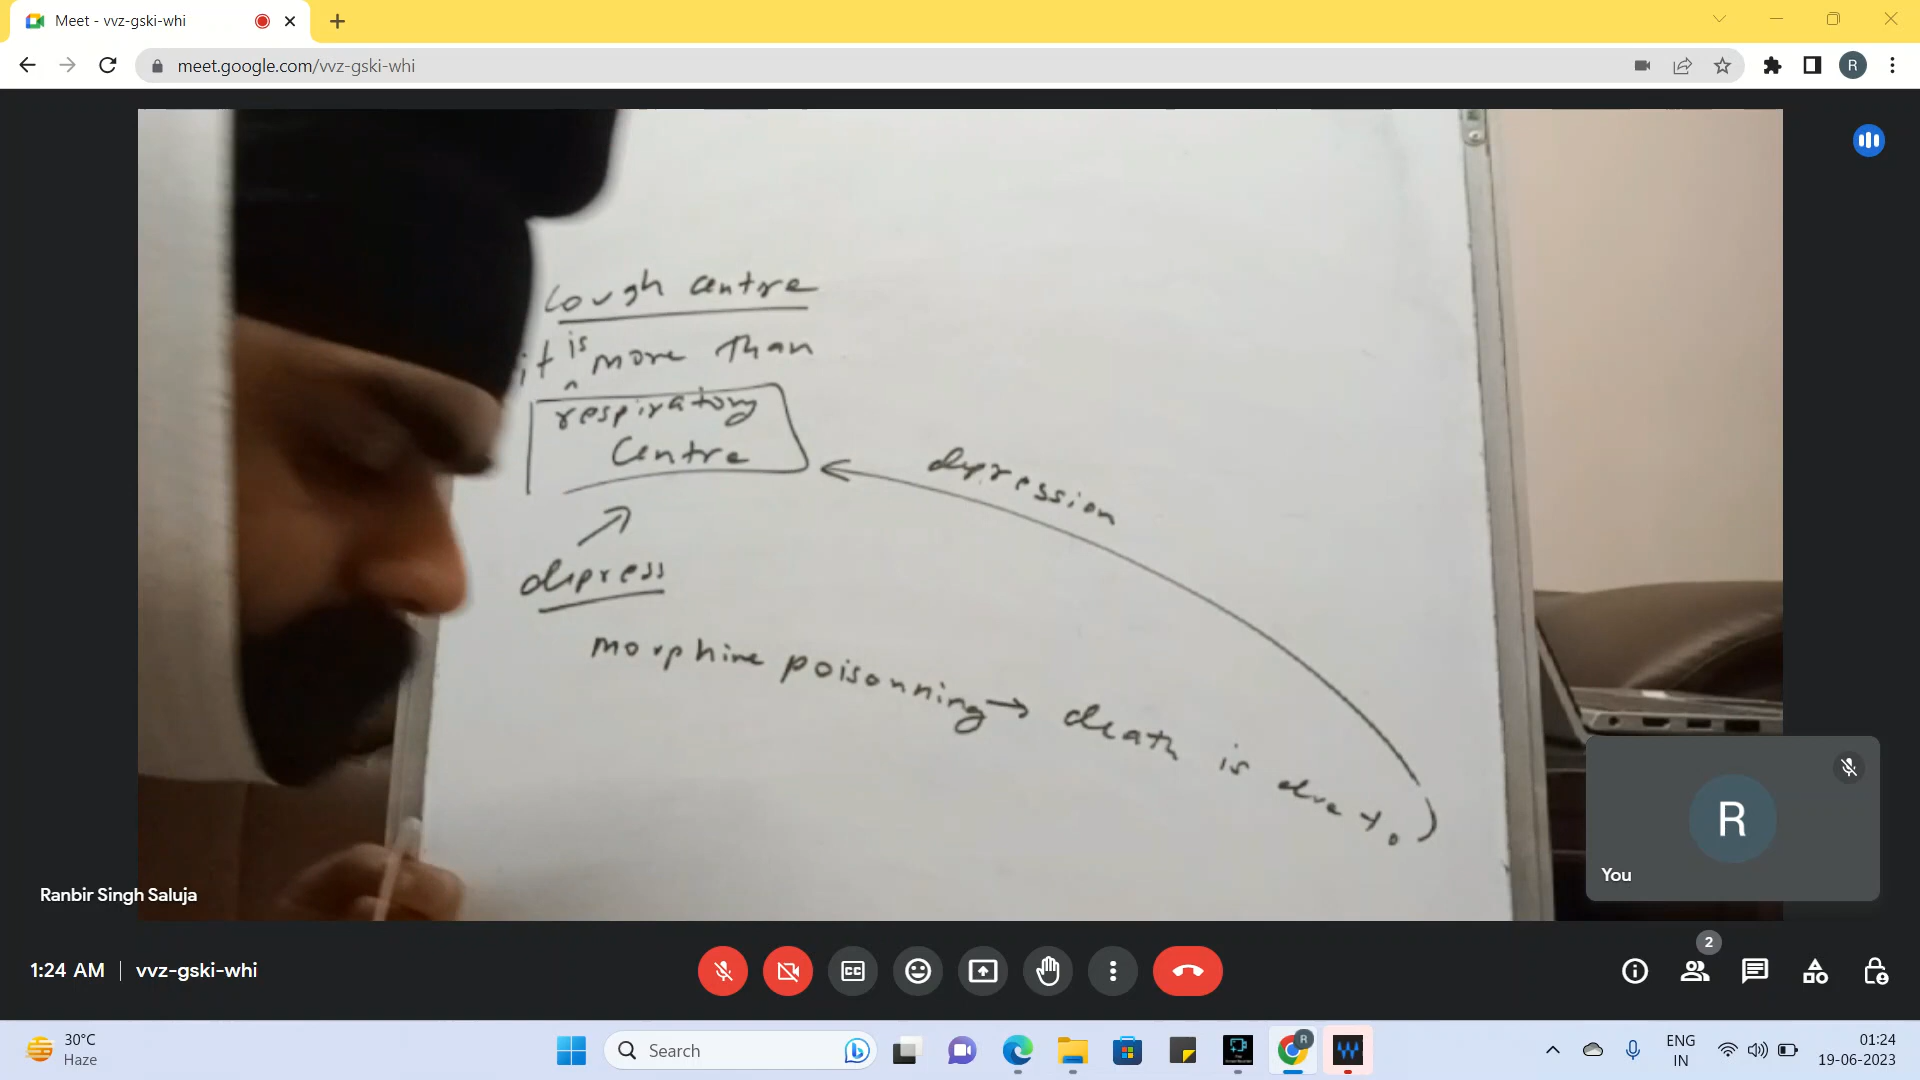 Meet - vvz-gski-whi
meet.google.com/vvz-gski-whi
R
Cough centre
it is more than
respiratory
Centre
depression
depress
morphine poisonning → death is due to
R
You
Ranbir Singh Saluja
1:24 AM | vvz-gski-whi
CC
2
30°C
Haze
Search
R
ENG
IN
01:24
19-06-2023